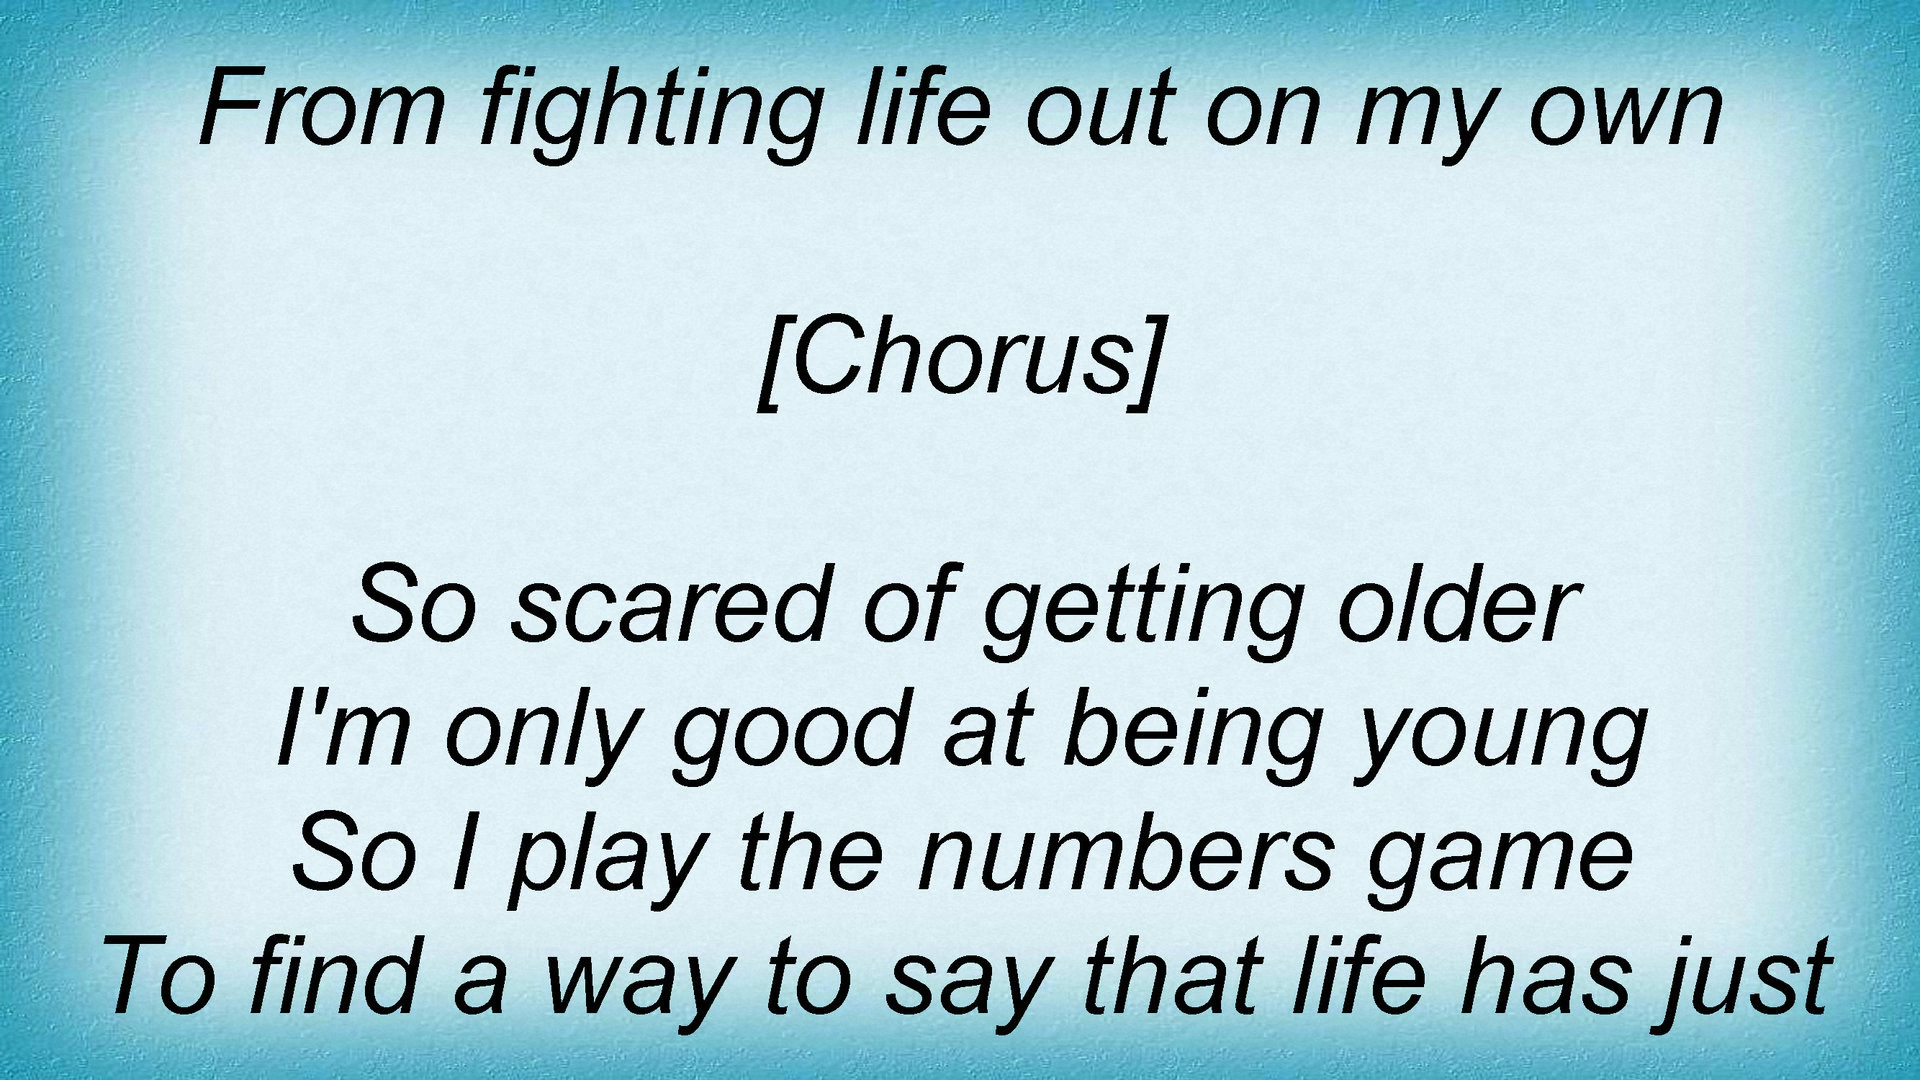 From fighting life out on my own
[Chorus]
So scared of getting older
I'm only good at being young
So I play the numbers game
To find a way to say that life has just